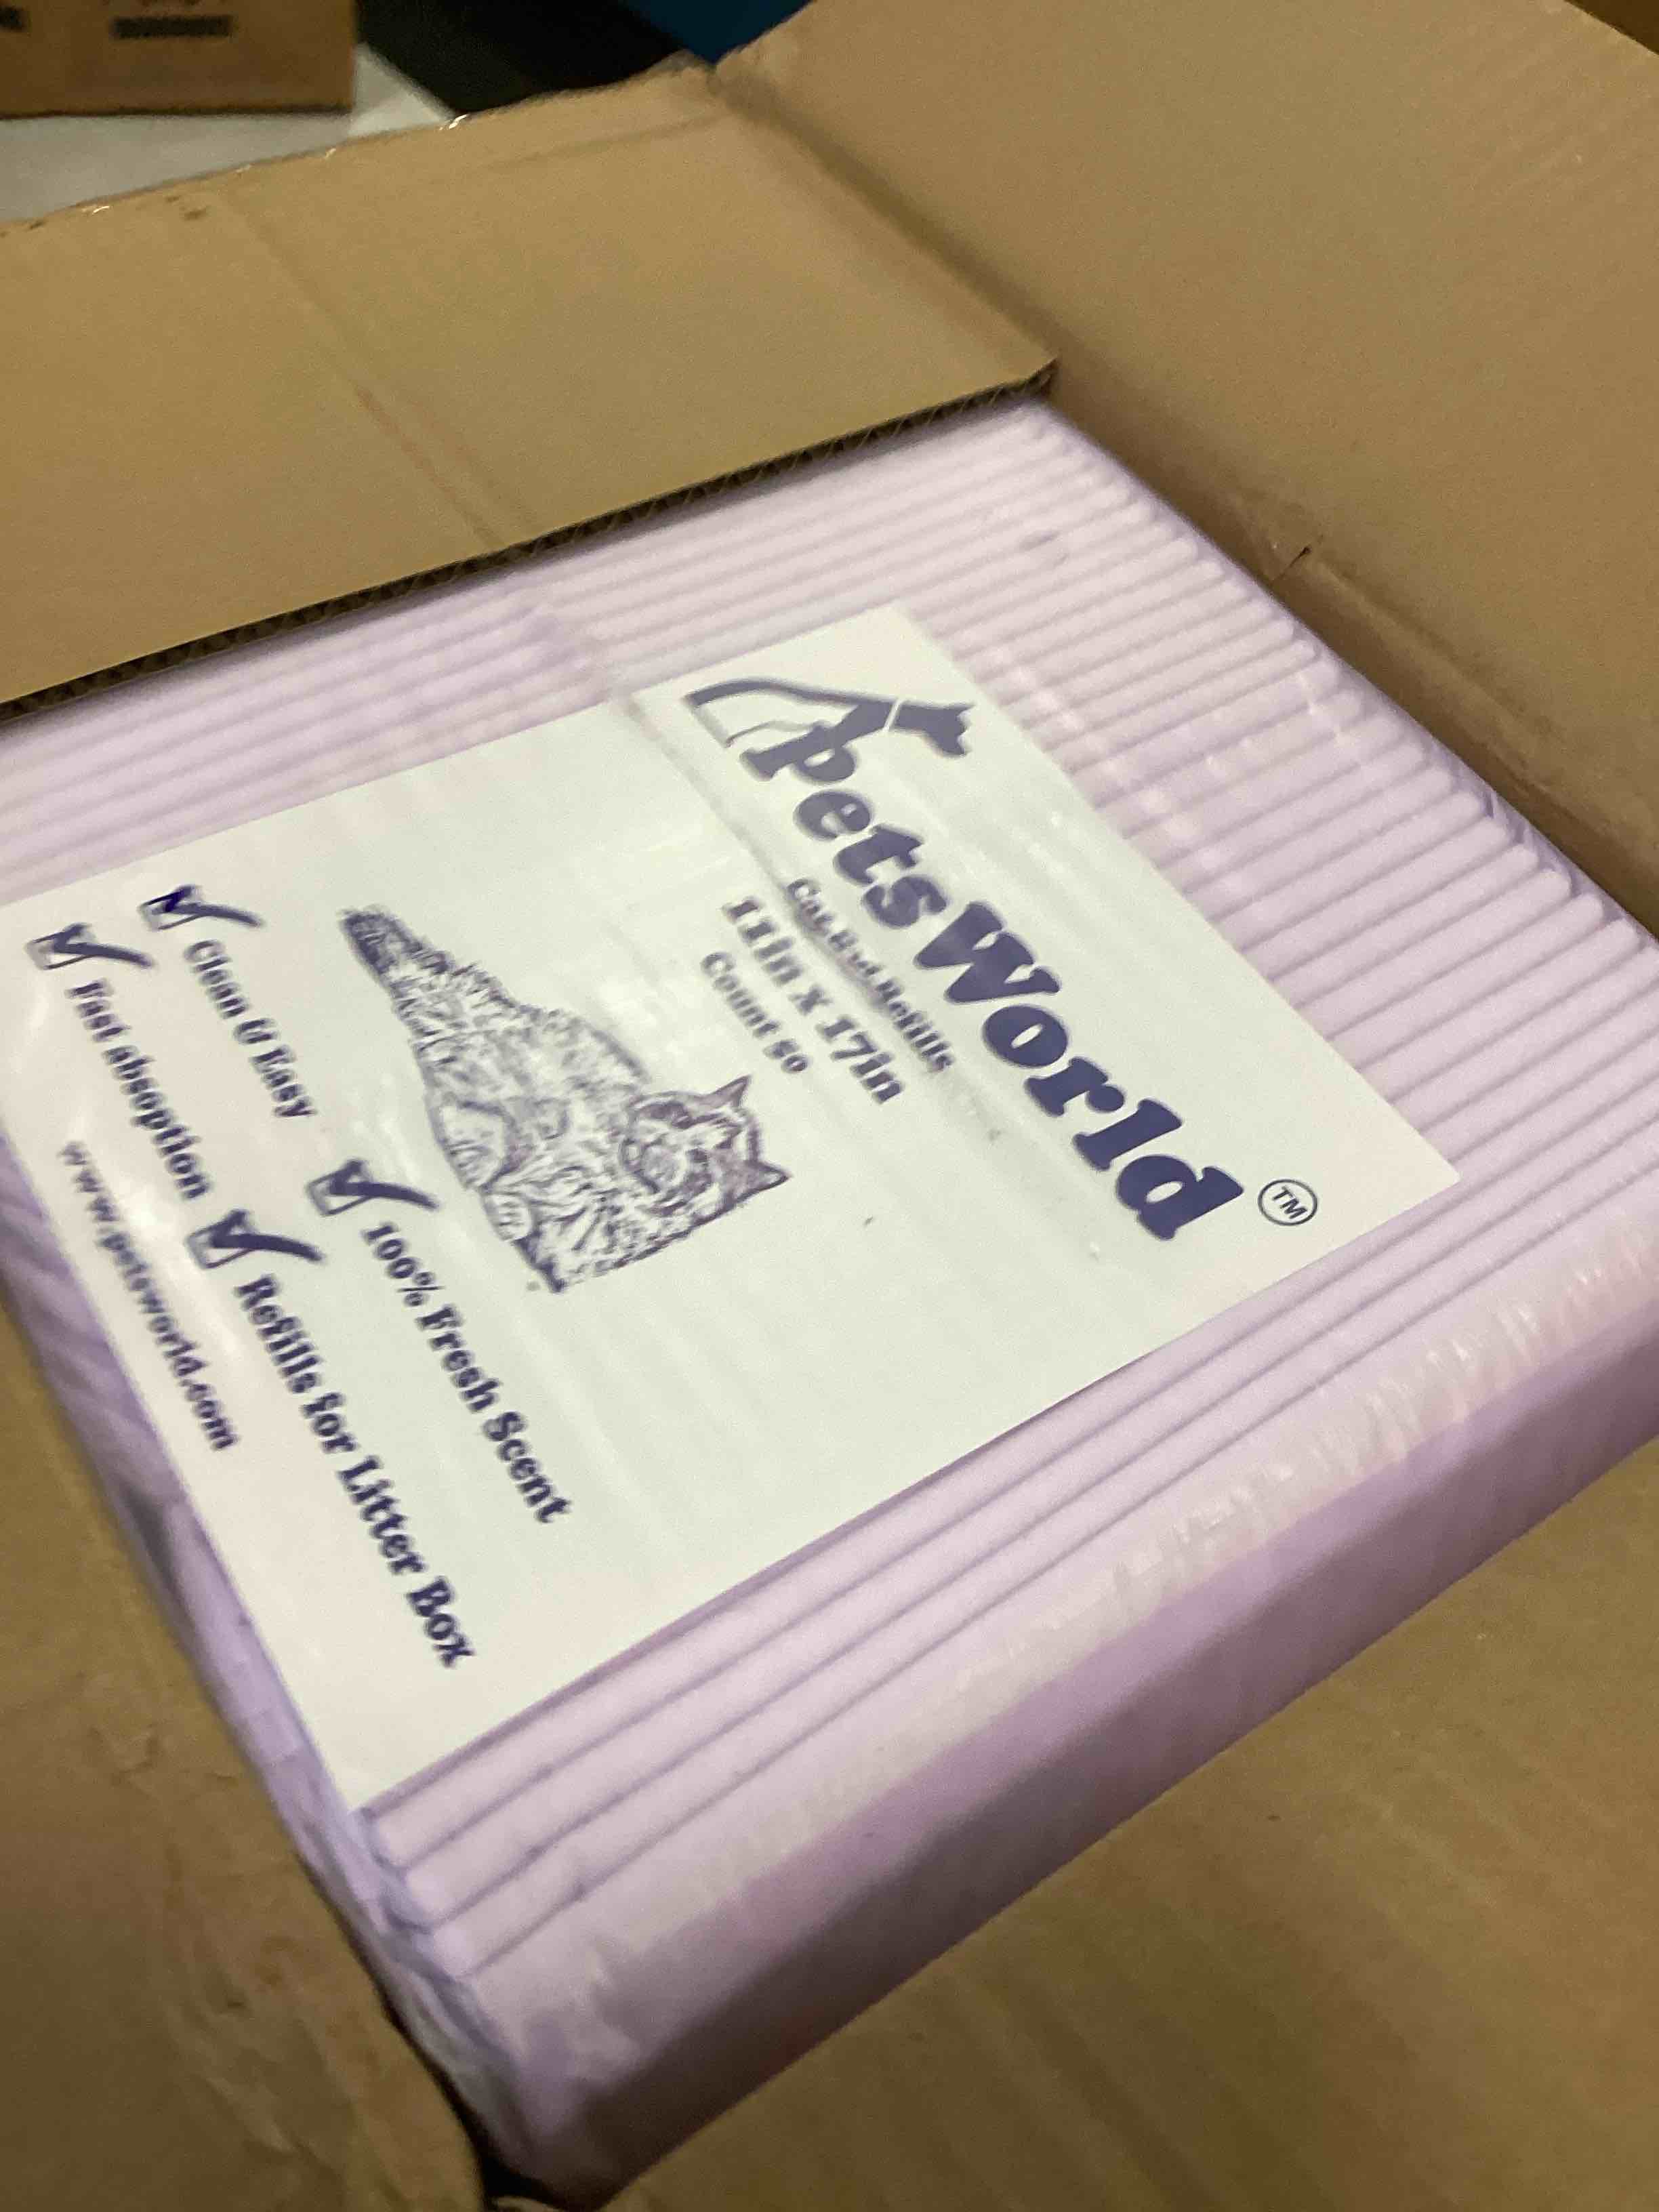 PetsWorld TM
Cat Pad Refills
11in X 17in
Count 50
Clean U Easy
100% Fresh Scent
Fast absoption
Refills for Litter Box
www.petsworld.com